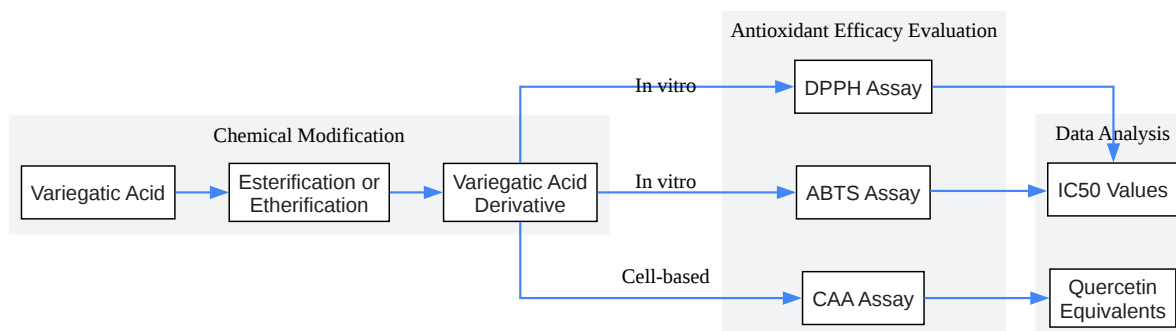 Antioxidant Efficacy Evaluation
In vitro
DPPH Assay
Chemical Modification
Data Analysis
Variegatic Acid
Esterification or
Etherification
Variegatic Acid
Derivative
In vitro
ABTS Assay
IC50 Values
Cell-based
CAA Assay
Quercetin
Equivalents